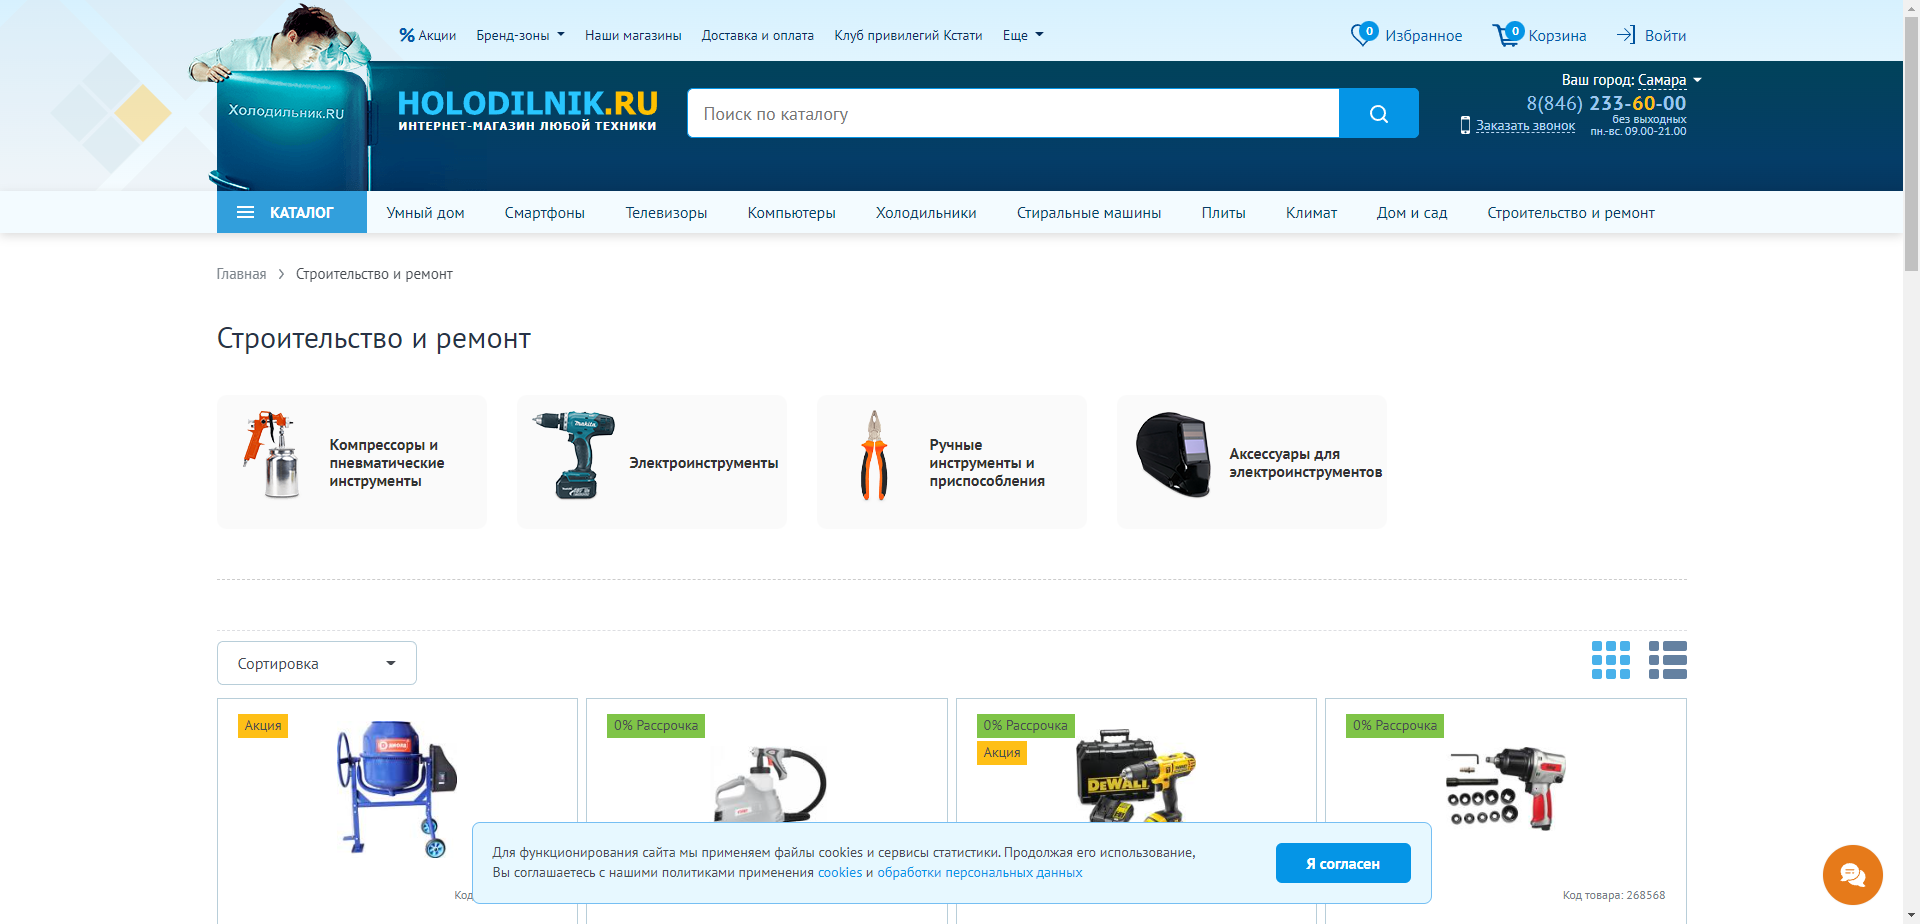 % Акции
Бренд-зоны
Наши магазины
Доставка и оплата
Клуб привилегий Кстати
Еще
0 Избранное
0 Корзина
Войти
Холодильник.RU
HOLODILNIK.RU
ИНТЕРНЕТ-МАГАЗИН ЛЮБОЙ ТЕХНИКИ
Поиск по каталогу
Ваш город: Самара
8(846) 233-60-00
Заказать звонок
без выходных
пн.-вс. 09.00-21.00
КАТАЛОГ
Умный дом
Смартфоны
Телевизоры
Компьютеры
Холодильники
Стиральные машины
Плиты
Климат
Дом и сад
Строительство и ремонт
Главная
Строительство и ремонт
Строительство и ремонт
Компрессоры и
пневматические
инструменты
Электроинструменты
Ручные
инструменты и
приспособления
Аксессуары для
электроинструментов
Сортировка
Акция
0% Рассрочка
0% Рассрочка
Акция
DEWALT
0% Рассрочка
Для функционирования сайта мы применяем файлы cookies и сервисы статистики. Продолжая его использование,
Вы соглашаетесь с нашими политиками применения cookies и обработки персональных данных
Я согласен
Код
Код товара: 268568